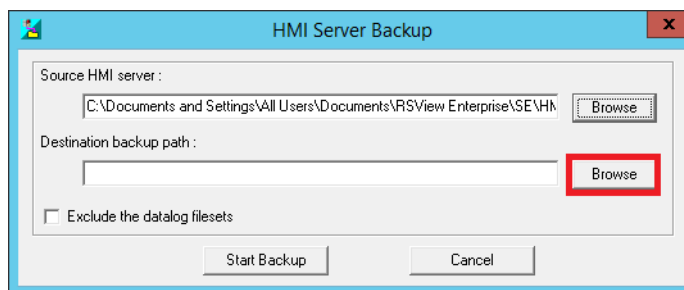 HMI Server Backup
x
Source HMI server :
C:\Documents and Settings\All Users\Documents\RSView Enterprise\SE\HM
Browse
Destination backup path :
Browse
Exclude the datalog filesets
Start Backup
Cancel